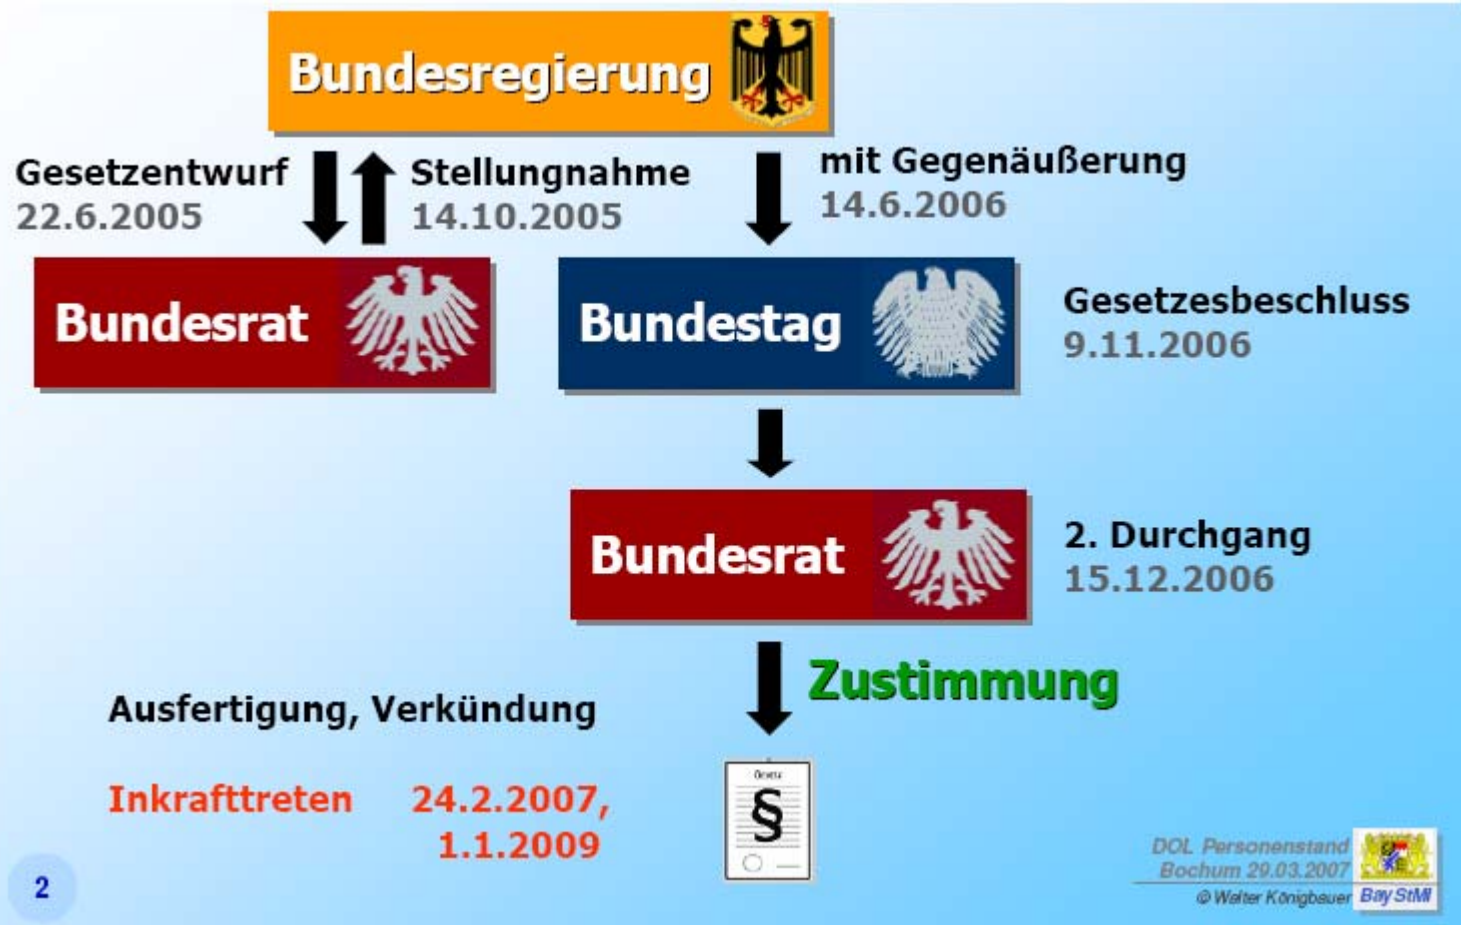 Bundesregierung
Gesetzentwurf
22.6.2005
Stellungnahme
14.10.2005
mit Gegenäußerung
14.6.2006
Bundesrat
Bundestag
Gesetzesbeschluss
9.11.2006
Bundesrat
2. Durchgang
15.12.2006
Zustimmung
Ausfertigung, Verkündung
Inkrafttreten 24.2.2007,
1.1.2009
Gesetz
§
DOL Personenstand
Bochum 29.03.2007
© Walter Königbauer
Bay StMI
2